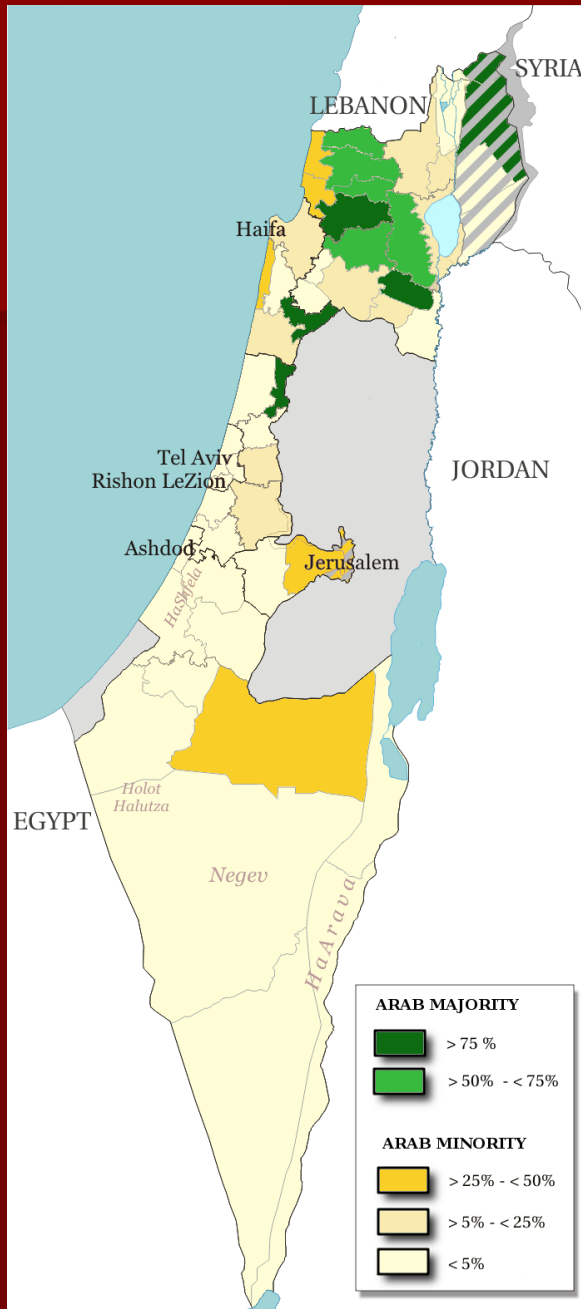 SYRIA
LEBANON
Haifa
Tel Aviv
Rishon LeZion
JORDAN
Ashdod
Jerusalem
HaShfela
Holot
Halutza
EGYPT
Negev
HaArava
ARAB MAJORITY
> 75 %
> 50% - < 75%
ARAB MINORITY
> 25% - < 50%
> 5% - < 25%
< 5%